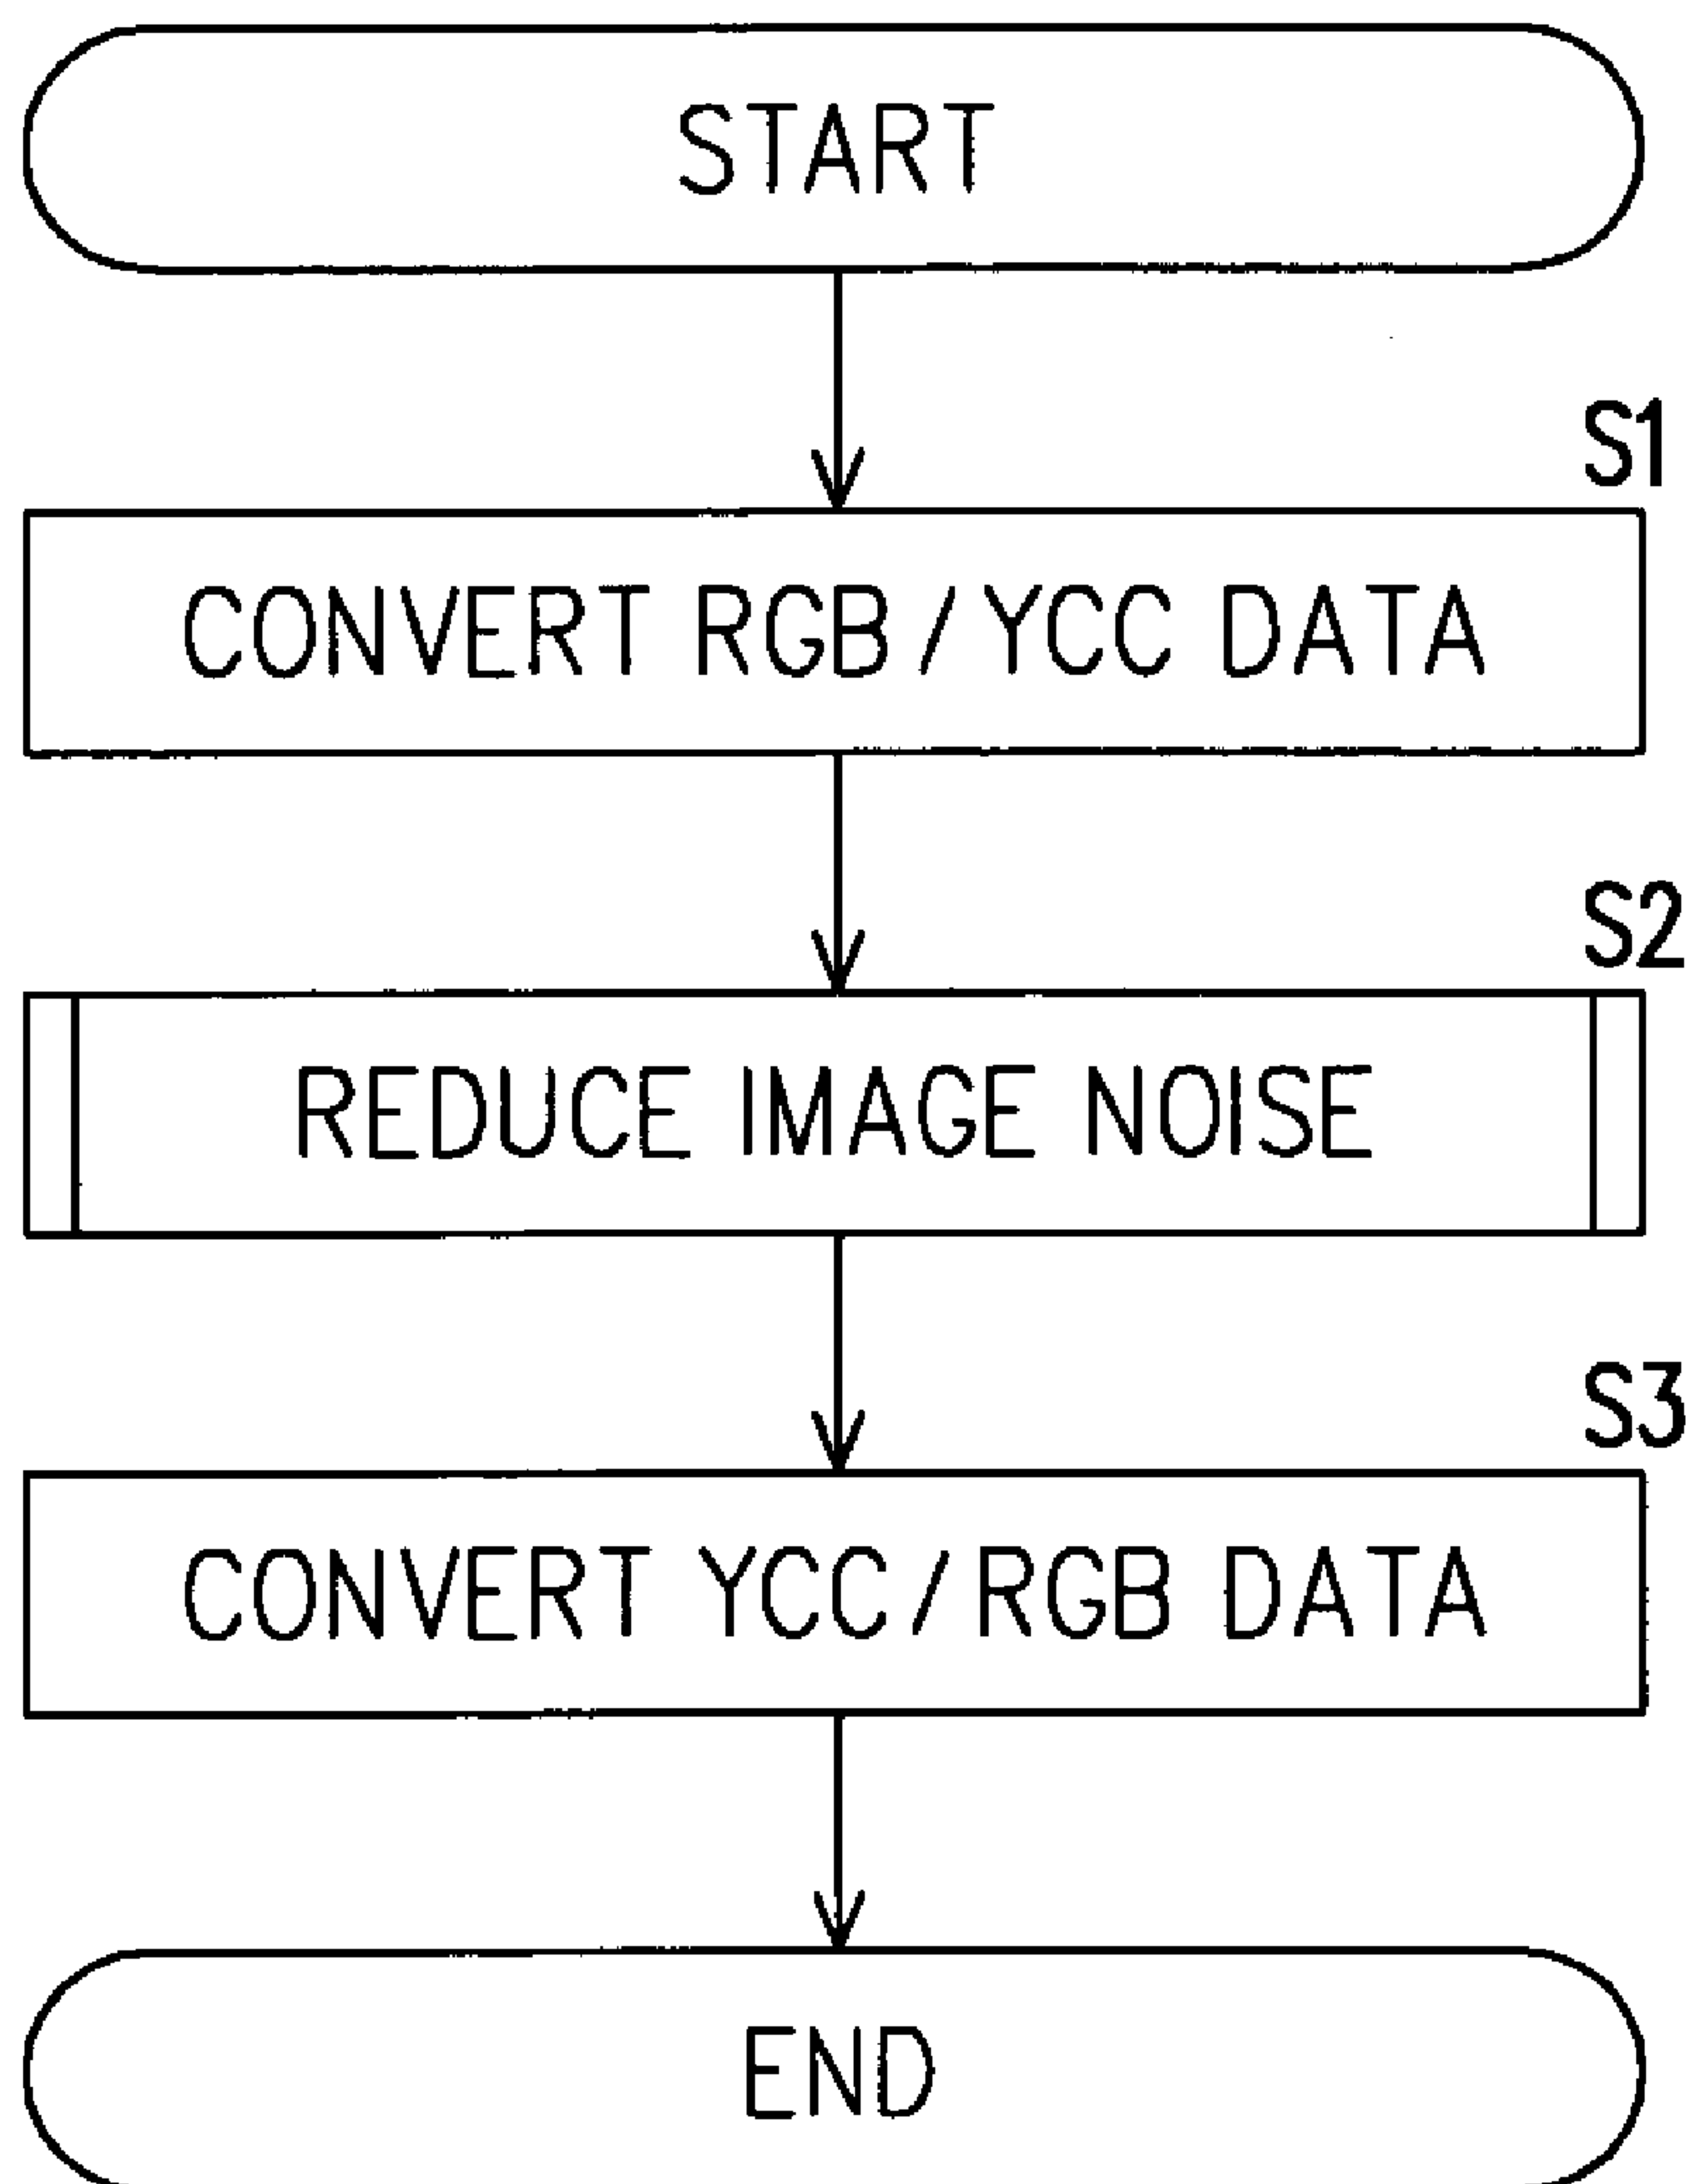 START
S1
CONVERT RGB/YCC DATA
S2
REDUCE IMAGE NOISE
S3
CONVERT YCC/RGB DATA
END